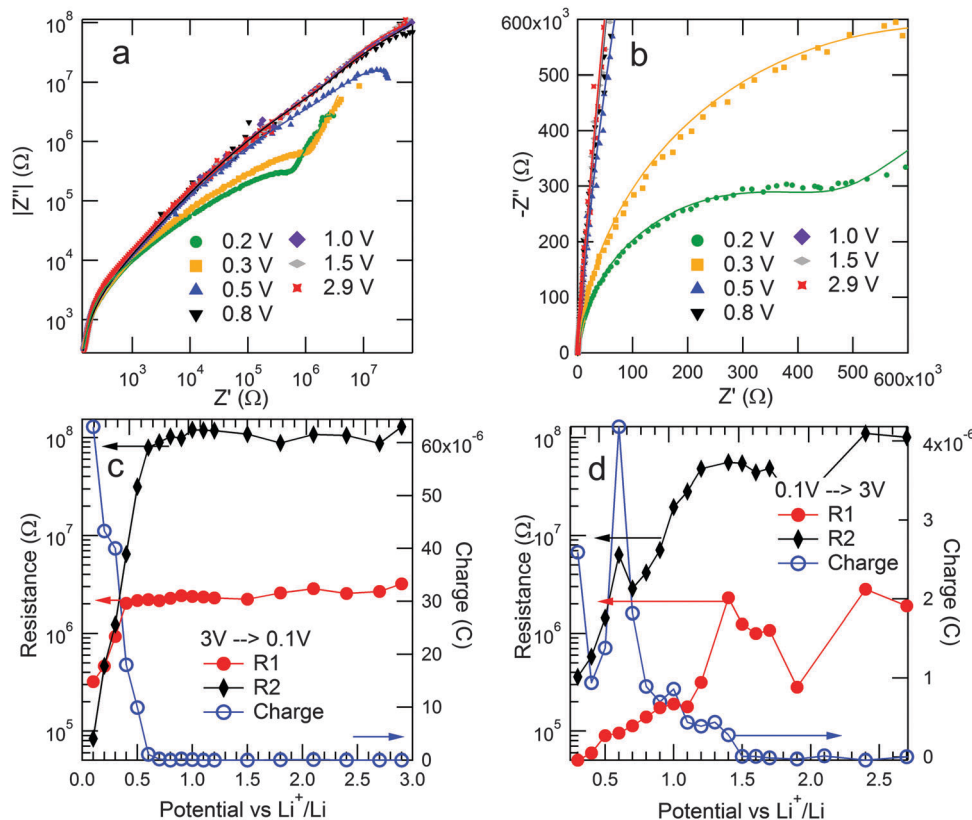 a
10^8
10^7
10^6
10^5
10^4
10^3
|Z"| (Ω)
0.2 V
0.3 V
0.5 V
0.8 V
1.0 V
1.5 V
2.9 V
10^3 10^4 10^5 10^6 10^7
Z' (Ω)
b
600x10^3
500
400
300
200
100
0
-Z" (Ω)
0.2 V
0.3 V
0.5 V
0.8 V
1.0 V
1.5 V
2.9 V
0 100 200 300 400 500 600x10^3
Z' (Ω)
c
10^8
10^7
10^6
10^5
Resistance (Ω)
3V --> 0.1V
R1
R2
Charge
60x10^-6
50
40
30
20
10
0
Charge (C)
0.0 0.5 1.0 1.5 2.0 2.5 3.0
Potential vs Li^+/Li
d
10^8
10^7
10^6
10^5
Resistance (Ω)
0.1V --> 3V
R1
R2
Charge
4x10^-6
3
2
1
0
Charge (C)
0.5 1.0 1.5 2.0 2.5
Potential vs Li^+/Li